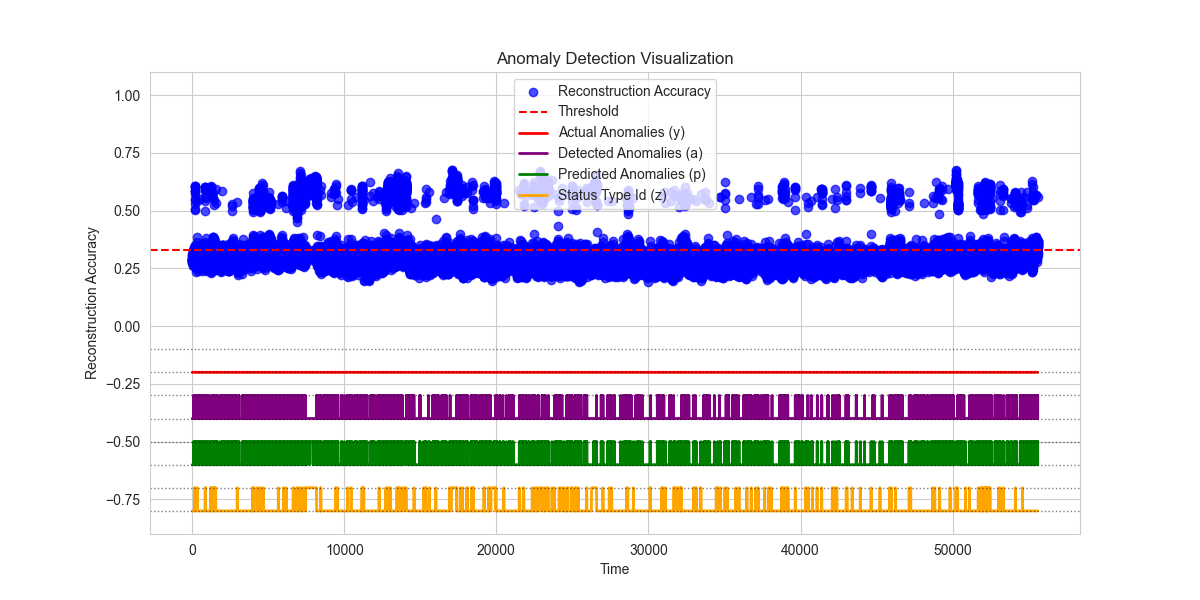 Anomaly Detection Visualization
Reconstruction Accuracy
Threshold
Actual Anomalies (y)
Detected Anomalies (a)
Predicted Anomalies (p)
Status Type Id (z)
Reconstruction Accuracy
1.00
0.75
0.50
0.25
0.00
−0.25
−0.50
−0.75
0 10000 20000 30000 40000 50000
Time